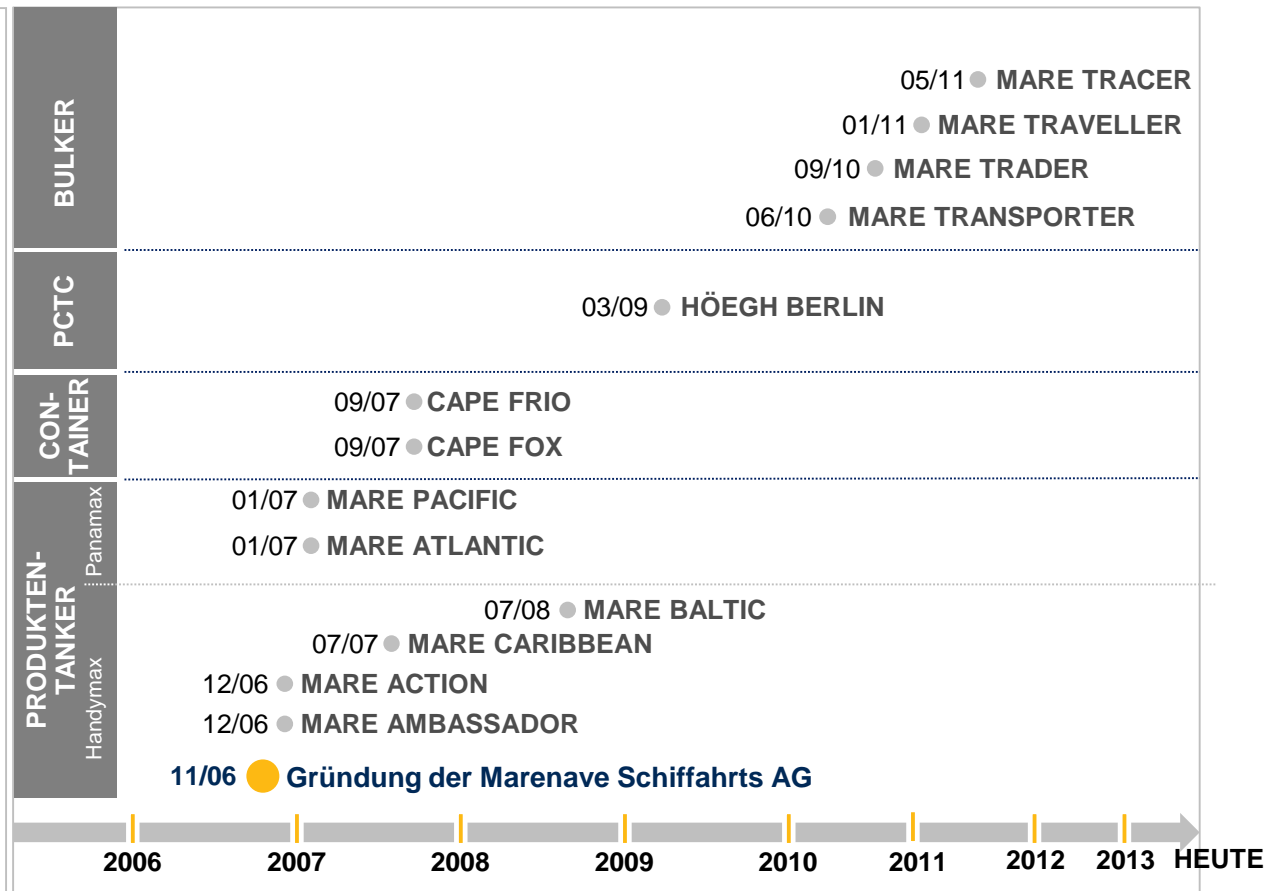 BULKER
05/11 MARE TRACER
01/11 MARE TRAVELLER
09/10 MARE TRADER
06/10 MARE TRANSPORTER
PCTC
03/09 HÖEGH BERLIN
CON-
TAINER
09/07 CAPE FRIO
09/07 CAPE FOX
PRODUKTEN-
TANKER
Panamax
01/07 MARE PACIFIC
01/07 MARE ATLANTIC
Handymax
07/08 MARE BALTIC
07/07 MARE CARIBBEAN
12/06 MARE ACTION
12/06 MARE AMBASSADOR
11/06 Gründung der Marenave Schiffahrts AG
2006 2007 2008 2009 2010 2011 2012 2013 HEUTE